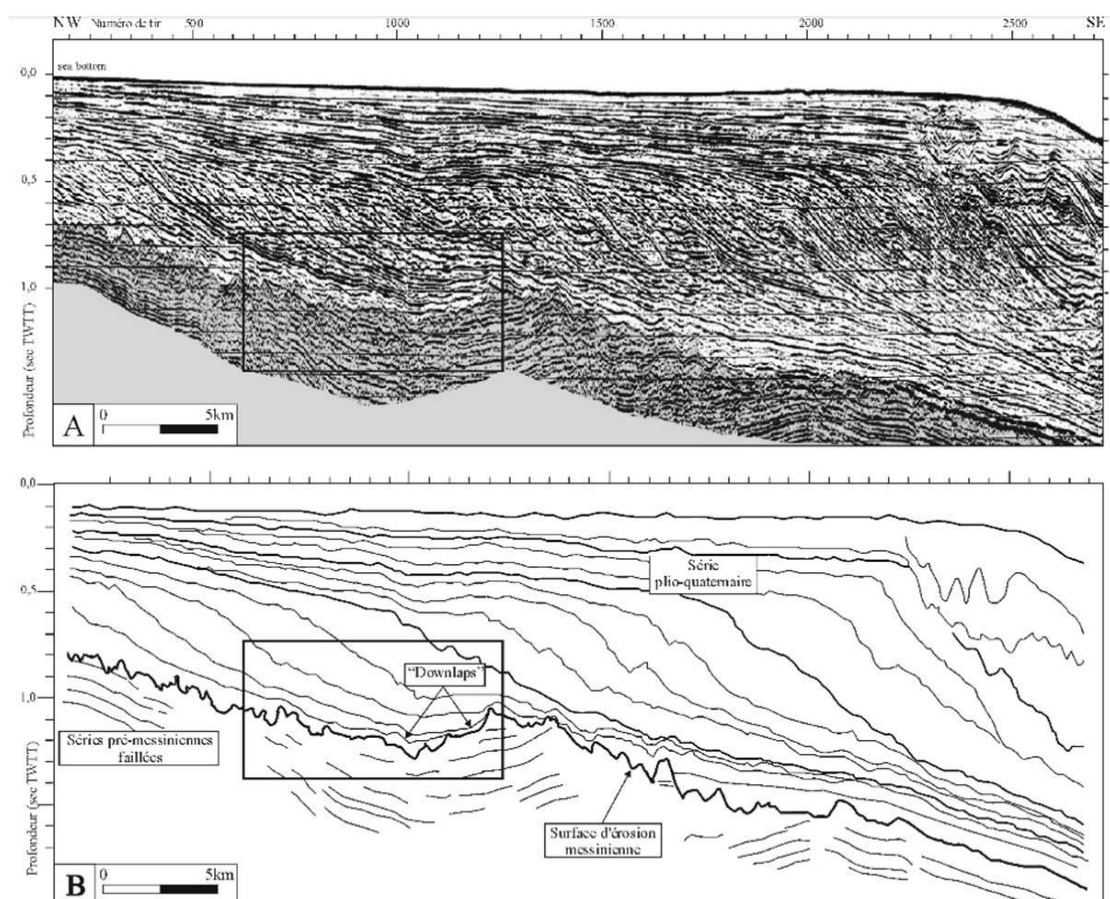 NW Numéro de tir 500 1000 1500 2000 2500 SE
sea bottren
0,0
0,5
1,0
Profondeur (sec TWTT)
A
0 5km
0,0
Série
plio-quaternaire
0,5
"Downlaps"
1,0
Séries pré-messiniennes
faillées
Surface d'érosion
messinienne
Profondeur (sec TWTT)
B
0 5km